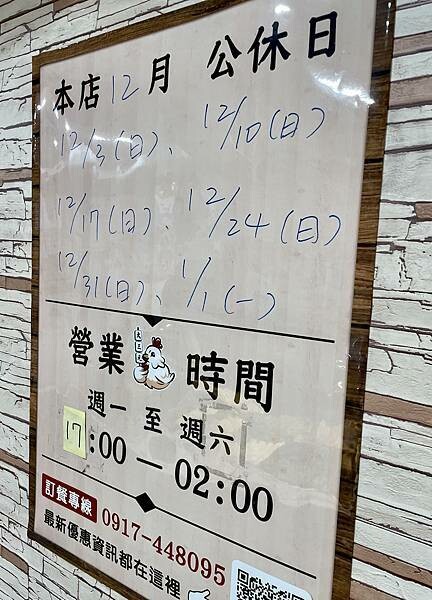 本店12月 公休日
12/3(日)、12/10(日)
12/17(日)、12/24(日)
12/31(日)、1/1(一)
營業 時間
週一 至 週六
17:00 — 02:00
訂餐專線 0917-448095
最新優惠資訊都在這裡